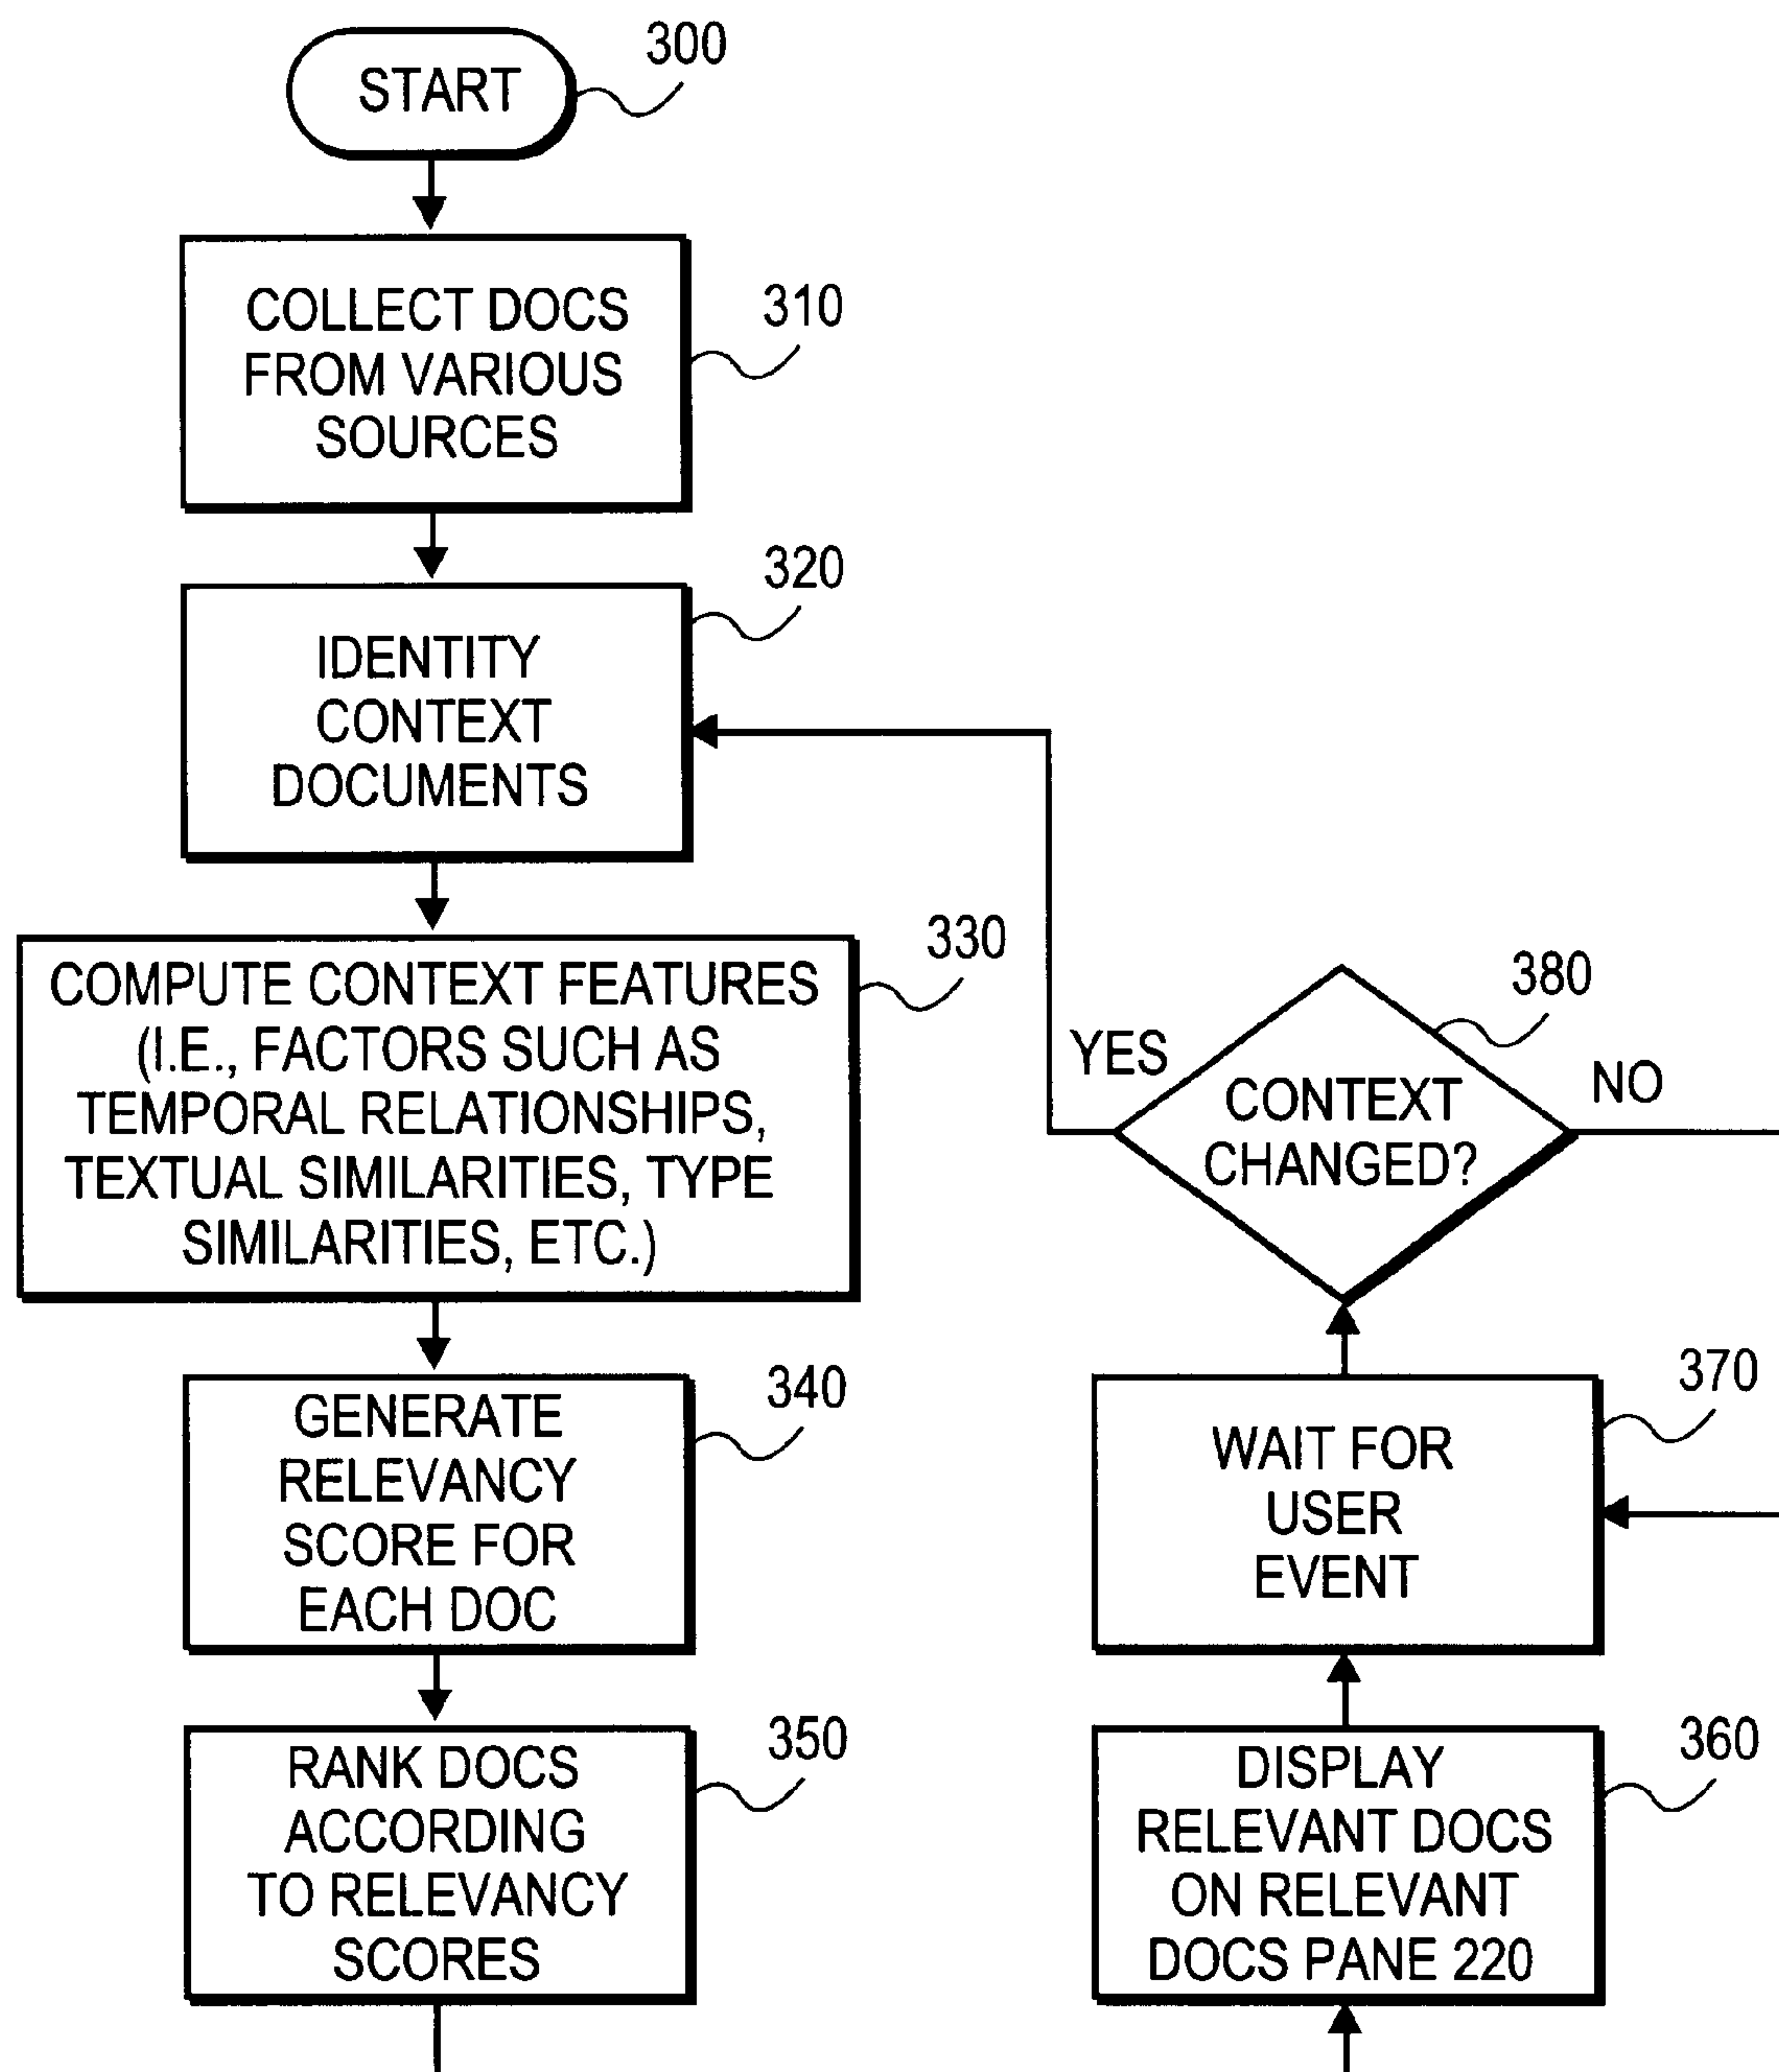 START
300
COLLECT DOCS
FROM VARIOUS
SOURCES
310
IDENTITY
CONTEXT
DOCUMENTS
320
COMPUTE CONTEXT FEATURES
(I.E., FACTORS SUCH AS
TEMPORAL RELATIONSHIPS,
TEXTUAL SIMILARITIES, TYPE
SIMILARITIES, ETC.)
330
GENERATE
RELEVANCY
SCORE FOR
EACH DOC
340
RANK DOCS
ACCORDING
TO RELEVANCY
SCORES
350
DISPLAY
RELEVANT DOCS
ON RELEVANT
DOCS PANE 220
360
WAIT FOR
USER
EVENT
370
CONTEXT
CHANGED?
380
YES
NO